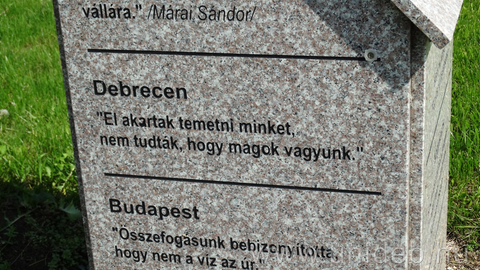 vállára." /Márai Sándor/
Debrecen
"El akartak temetni minket,
nem tudták, hogy magok vagyunk."
Budapest
"Összefogásunk bebizonyította,
hogy nem a víz az úr."